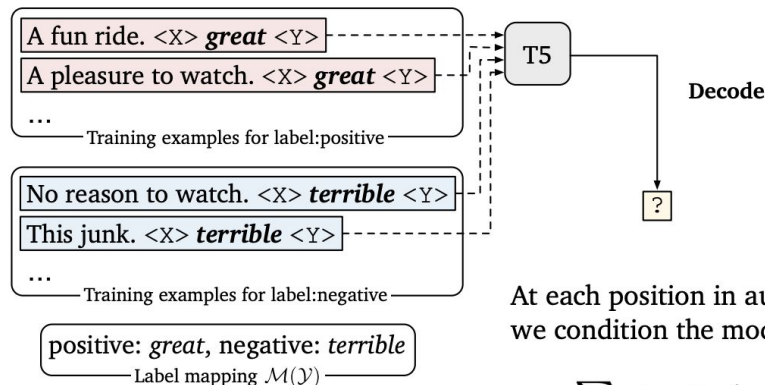 A fun ride. <X> great <Y>
A pleasure to watch. <X> great <Y>
...
Training examples for label:positive
No reason to watch. <X> terrible <Y>
This junk. <X> terrible <Y>
...
Training examples for label:negative
positive: great, negative: terrible
Label mapping M(Y)
T5
Decode
?
At each position in au
we condition the mod